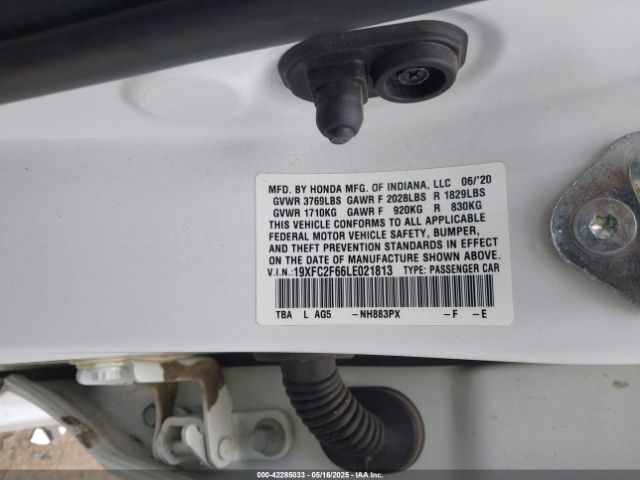 MFD. BY HONDA MFG. OF INDIANA, LLC 06/'20
GVWR 3769LBS GAWR F 2028LBS R 1829LBS
GVWR 1710KG GAWR F 920KG R 830KG
THIS VEHICLE CONFORMS TO ALL APPLICABLE
FEDERAL MOTOR VEHICLE SAFETY, BUMPER,
AND THEFT PREVENTION STANDARDS IN EFFECT
ON THE DATE OF MANUFACTURE SHOWN ABOVE.
V.I.N.:19XFC2F66LE021813 TYPE: PASSENGER CAR
TBA L AG5 -NH883PX -F -E
000-42285033 - 05/16/2025 - IAAI.com